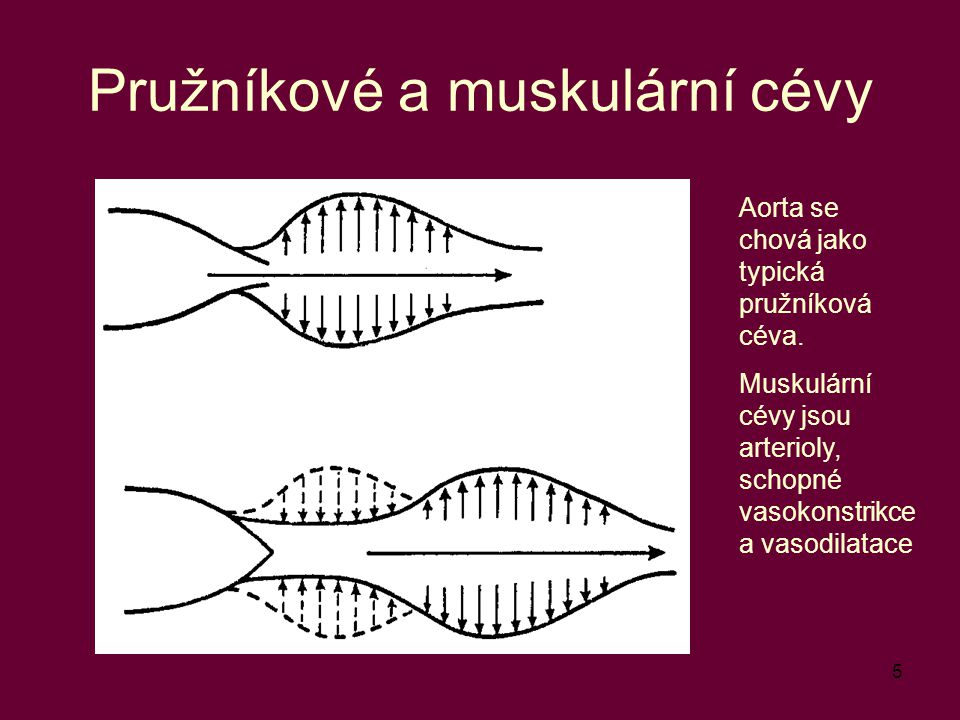 Pružníkové a muskulární cévy
Aorta se
chová jako
typická
pružníková
céva.
Muskulární
cévy jsou
arterioly,
schopné
vasokonstrikce
a vasodilatace
5